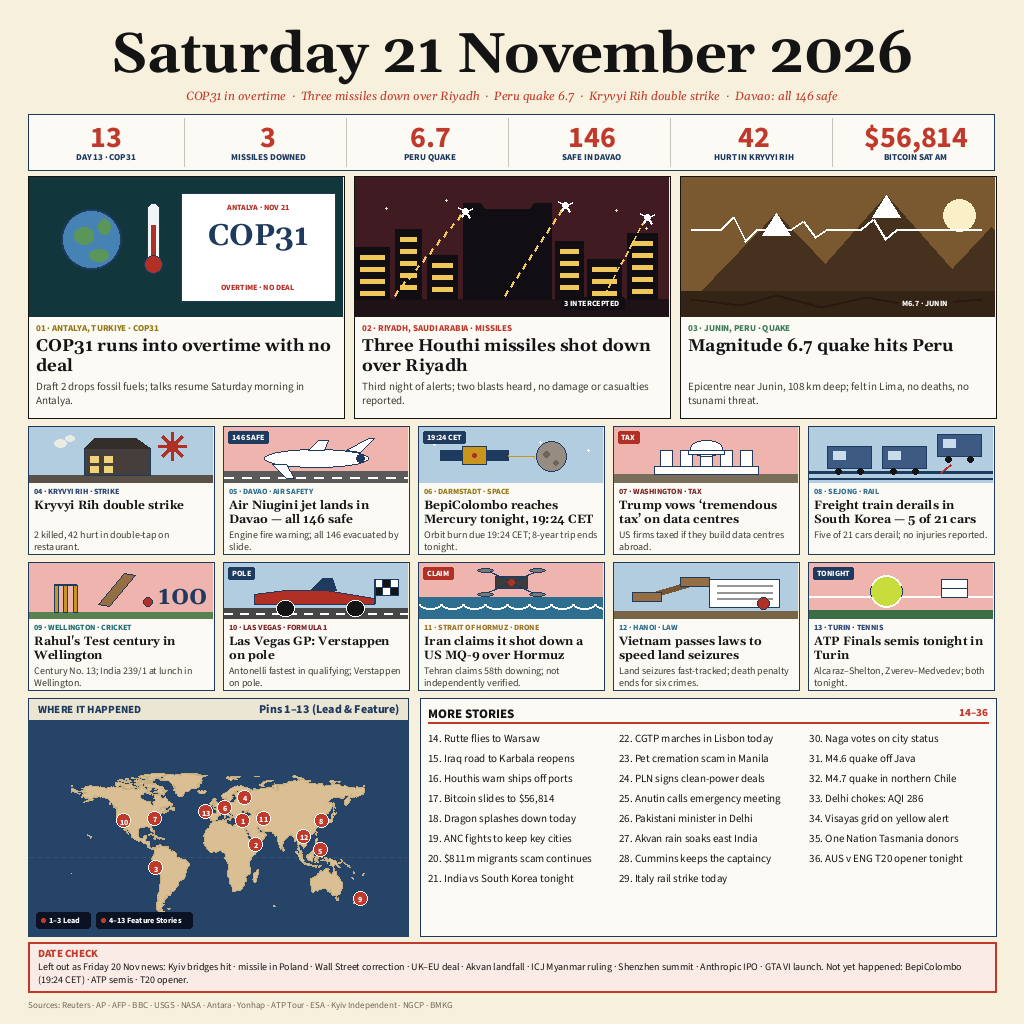 Saturday 21 November 2026
COP31 in overtime · Three missiles down over Riyadh · Peru quake 6.7 · Kryvyi Rih double strike · Davao: all 146 safe
13
DAY 13 · COP31
3
MISSILES DOWNED
6.7
PERU QUAKE
146
SAFE IN DAVAO
42
HURT IN KRYVYI RIH
$56,814
BITCOIN SAT AM
ANTALYA · NOV 21
COP31
OVERTIME · NO DEAL
01 · ANTALYA, TURKIYE · COP31
COP31 runs into overtime with no
deal
Draft 2 drops fossil fuels; talks resume Saturday morning in
Antalya.
3 INTERCEPTED
02 · RIYADH, SAUDI ARABIA · MISSILES
Three Houthi missiles shot down
over Riyadh
Third night of alerts; two blasts heard, no damage or casualties
reported.
M6.7 · JUNIN
03 · JUNIN, PERU · QUAKE
Magnitude 6.7 quake hits Peru
Epicentre near Junin, 108 km deep; felt in Lima, no deaths, no
tsunami threat.
04 · KRYVYI RIH · STRIKE
Kryvyi Rih double strike
2 killed, 42 hurt in double-tap on
restaurant.
146 SAFE
05 · DAVAO · AIR SAFETY
Air Niugini jet lands in
Davao — all 146 safe
Engine fire warning; all 146 evacuated by
slide.
19:24 CET
06 · DARMSTADT · SPACE
BepiColombo reaches
Mercury tonight, 19:24 CET
Orbit burn due 19:24 CET; 8-year trip ends
tonight.
TAX
07 · WASHINGTON · TAX
Trump vows ‘tremendous
tax’ on data centres
US firms taxed if they build data centres
abroad.
08 · SEJONG · RAIL
Freight train derails in
South Korea — 5 of 21 cars
Five of 21 cars derail; no injuries reported.
100
09 · WELLINGTON · CRICKET
Rahul's Test century in
Wellington
Century No. 13; India 239/1 at lunch in
Wellington.
POLE
10 · LAS VEGAS · FORMULA 1
Las Vegas GP: Verstappen
on pole
Antonelli fastest in qualifying; Verstappen
on pole.
CLAIM
11 · STRAIT OF HORMUZ · DRONE
Iran claims it shot down a
US MQ-9 over Hormuz
Tehran claims 58th downing; not
independently verified.
12 · HANOI · LAW
Vietnam passes laws to
speed land seizures
Land seizures fast-tracked; death penalty
ends for six crimes.
TONIGHT
13 · TURIN · TENNIS
ATP Finals semis tonight in
Turin
Alcaraz–Shelton, Zverev–Medvedev; both
tonight.
WHERE IT HAPPENED
Pins 1–13 (Lead & Feature)
4
6
13
10
7
1
11
8
2
12
5
3
9
1–3 Lead
4–13 Feature Stories
MORE STORIES
14–36
14. Rutte flies to Warsaw
15. Iraq road to Karbala reopens
16. Houthis warn ships off ports
17. Bitcoin slides to $56,814
18. Dragon splashes down today
19. ANC fights to keep key cities
20. $811m migrants scam continues
21. India vs South Korea tonight
22. CGTP marches in Lisbon today
23. Pet cremation scam in Manila
24. PLN signs clean-power deals
25. Anutin calls emergency meeting
26. Pakistani minister in Delhi
27. Akvan rain soaks east India
28. Cummins keeps the captaincy
29. Italy rail strike today
30. Naga votes on city status
31. M4.6 quake off Java
32. M4.7 quake in northern Chile
33. Delhi chokes: AQI 286
34. Visayas grid on yellow alert
35. One Nation Tasmania donors
36. AUS v ENG T20 opener tonight
DATE CHECK
Left out as Friday 20 Nov news: Kyiv bridges hit · missile in Poland · Wall Street correction · UK–EU deal · Akvan landfall · ICJ Myanmar ruling · Shenzhen summit · Anthropic IPO · GTA VI launch. Not yet happened: BepiColombo
(19:24 CET) · ATP semis · T20 opener.
Sources: Reuters · AP · AFP · BBC · USGS · NASA · Antara · Yonhap · ATP Tour · ESA · Kyiv Independent · NGCP · BMKG